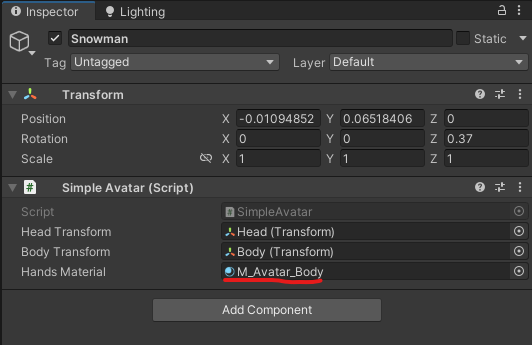 Inspector Lighting
Snowman Static
Tag Untagged Layer Default
Transform
Position X -0.01094852 Y 0.06518406 Z 0
Rotation X 0 Y 0 Z 0.37
Scale X 1 Y 1 Z 1
# Simple Avatar (Script)
Script # SimpleAvatar
Head Transform Head (Transform)
Body Transform Body (Transform)
Hands Material M_Avatar_Body
Add Component